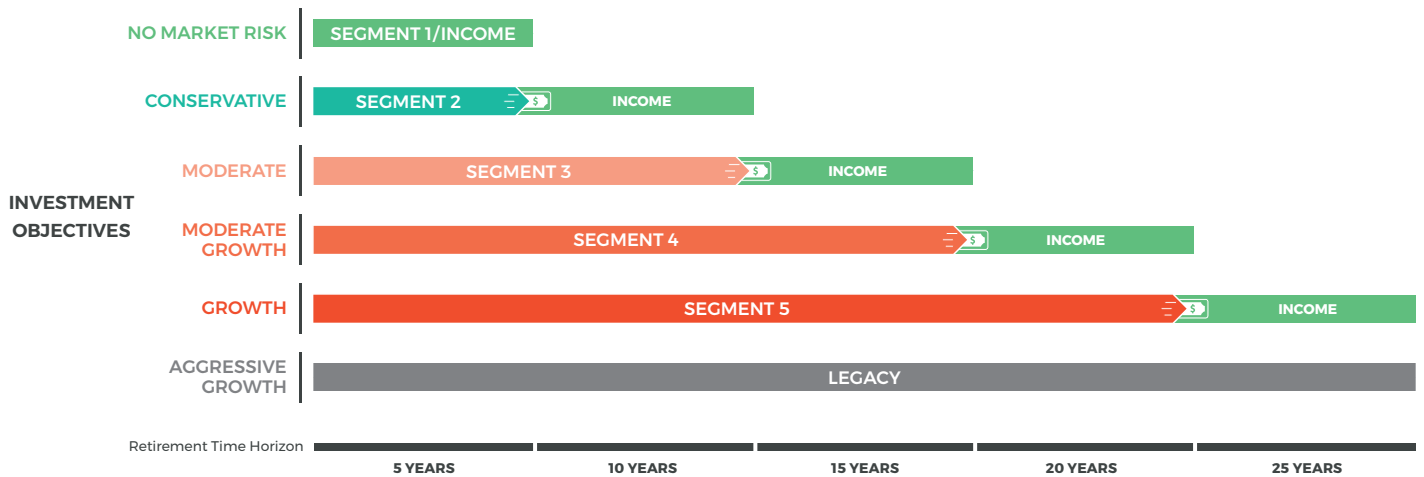 NO MARKET RISK
SEGMENT 1/INCOME
CONSERVATIVE
SEGMENT 2
$
INCOME
MODERATE
SEGMENT 3
$
INCOME
INVESTMENT
OBJECTIVES
MODERATE
GROWTH
SEGMENT 4
$
INCOME
GROWTH
SEGMENT 5
$
INCOME
AGGRESSIVE
GROWTH
LEGACY
Retirement Time Horizon
5 YEARS
10 YEARS
15 YEARS
20 YEARS
25 YEARS